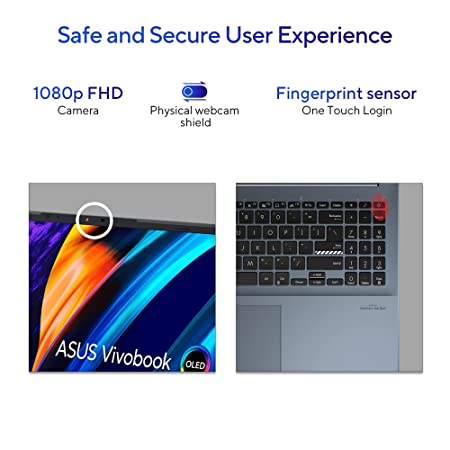 Safe and Secure User Experience
1080p FHD
Camera
Physical webcam
shield
Fingerprint sensor
One Touch Login
ASUS Vivobook
OLED